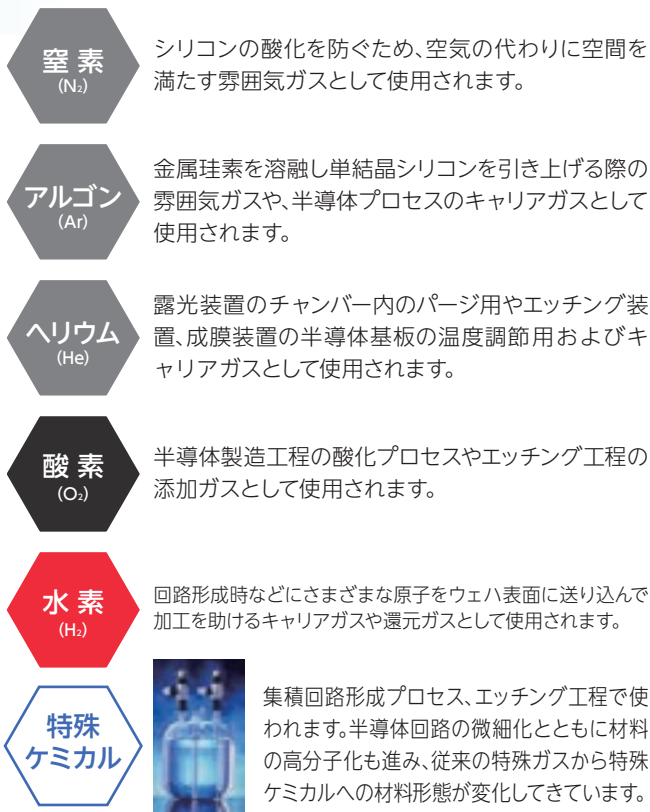 窒素
(N₂)
シリコンの酸化を防ぐため、空気の代わりに空間を
満たす雰囲気ガスとして使用されます。
アルゴン
(Ar)
金属珪素を溶融し単結晶シリコンを引き上げる際の
雰囲気ガスや、半導体プロセスのキャリアガスとして
使用されます。
ヘリウム
(He)
露光装置のチャンバー内のパージ用やエッチング装
置、成膜装置の半導体基板の温度調節用およびキ
ャリアガスとして使用されます。
酸素
(O₂)
半導体製造工程の酸化プロセスやエッチング工程の
添加ガスとして使用されます。
水素
(H₂)
回路形成時などにさまざまな原子をウェハ表面に送り込んで
加工を助けるキャリアガスや還元ガスとして使用されます。
特殊
ケミカル
集積回路形成プロセス、エッチング工程で使
われます。半導体回路の微細化とともに材料
の高分子化も進み、従来の特殊ガスから特殊
ケミカルへの材料形態が変化してきています。